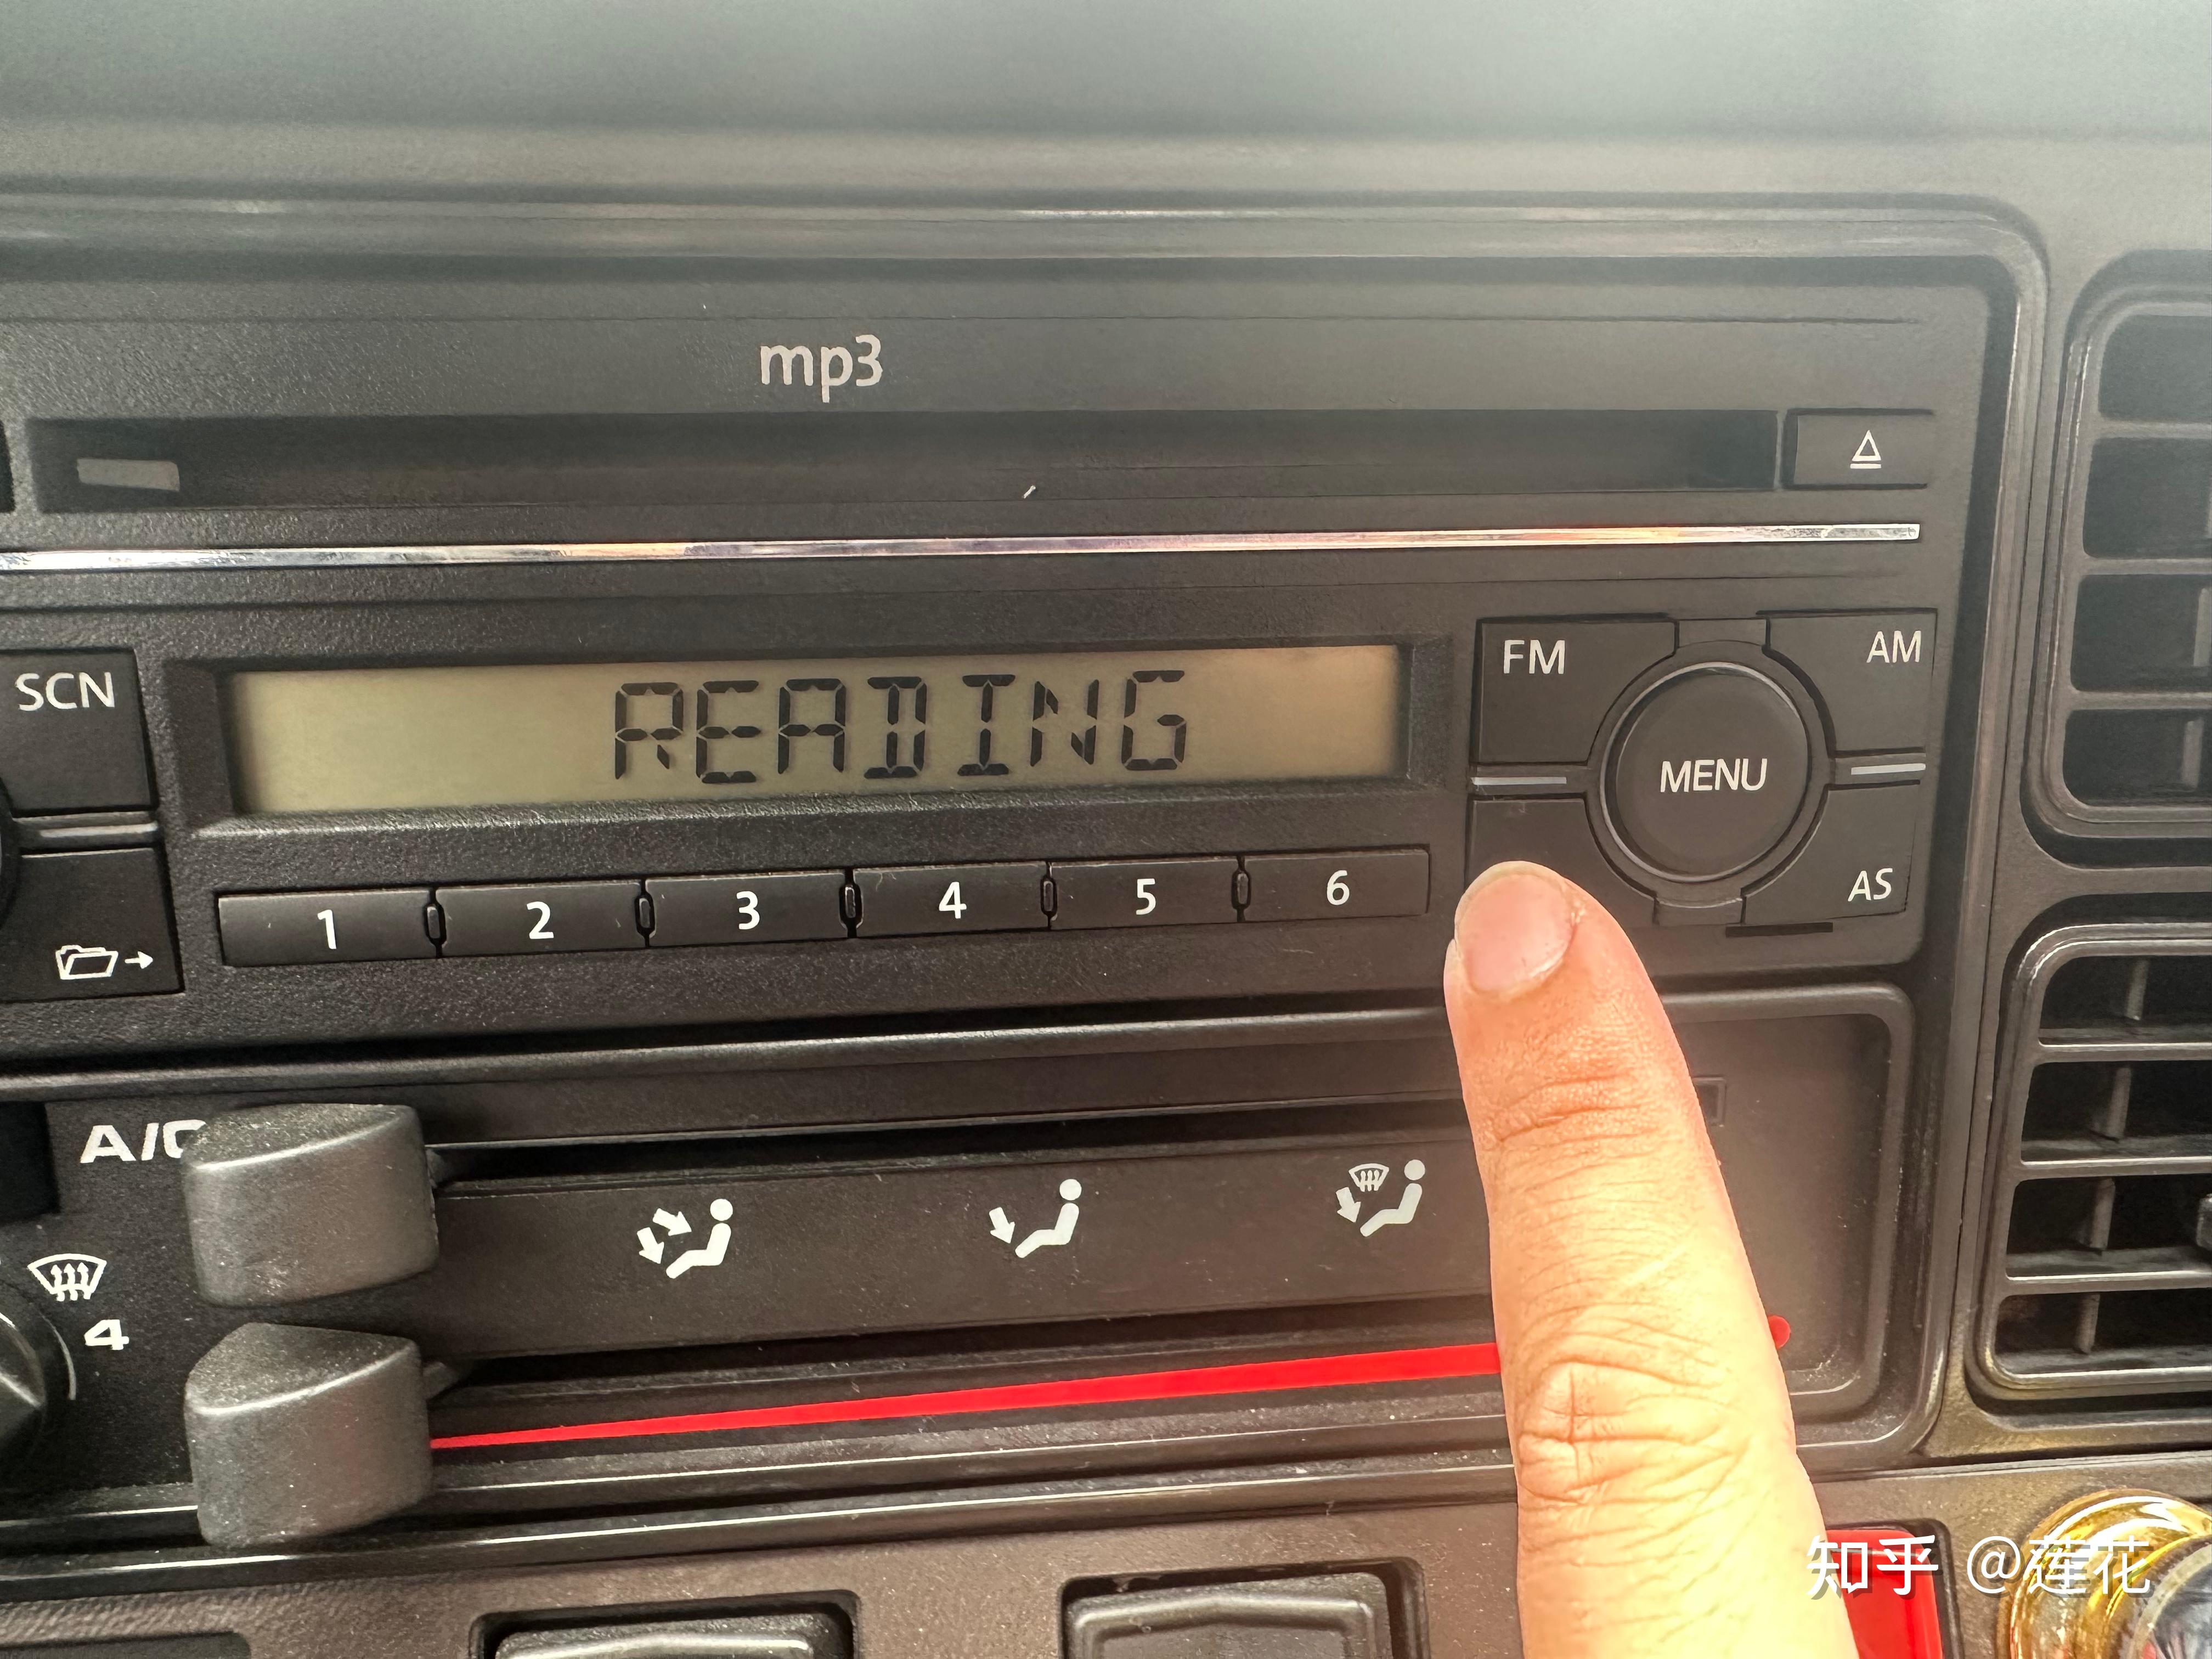 mp3
SCN
READING
FM
AM
MENU
1 2 3 4 5 6
AS
A/C
4
知乎 @莲花